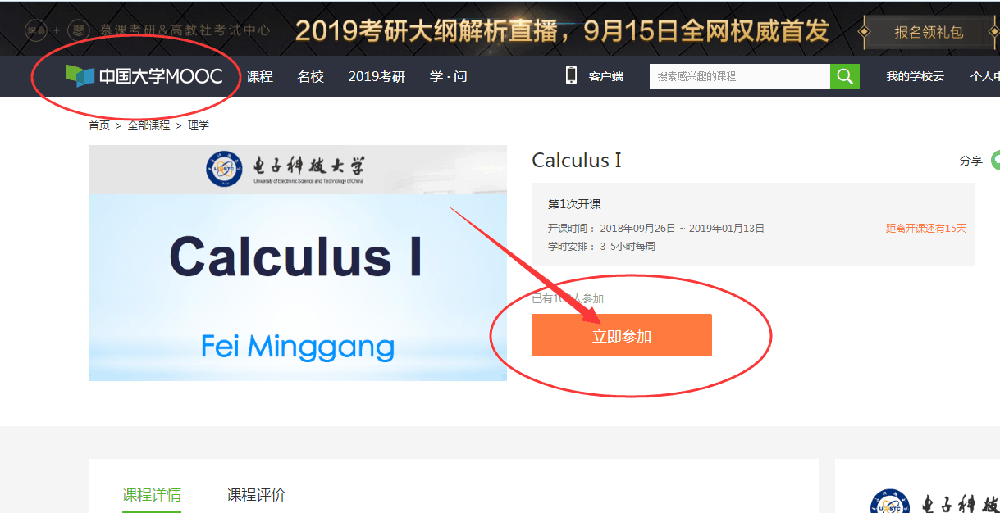 慕课考研&高教社考试中心
2019考研大纲解析直播，9月15日全网权威首发
报名领礼包
中国大学MOOC
课程
名校
2019考研
学·问
客户端
搜索感兴趣的课程
我的学校云
个人中
首页 > 全部课程 > 理学
电子科技大学
University of Electronic Science and Technology of China
Calculus I
Fei Minggang
Calculus I
分享
第1次开课
开课时间： 2018年09月26日 ~ 2019年01月13日
距离开课还有15天
学时安排： 3-5小时每周
人参加
立即参加
课程详情
课程评价
电子科技